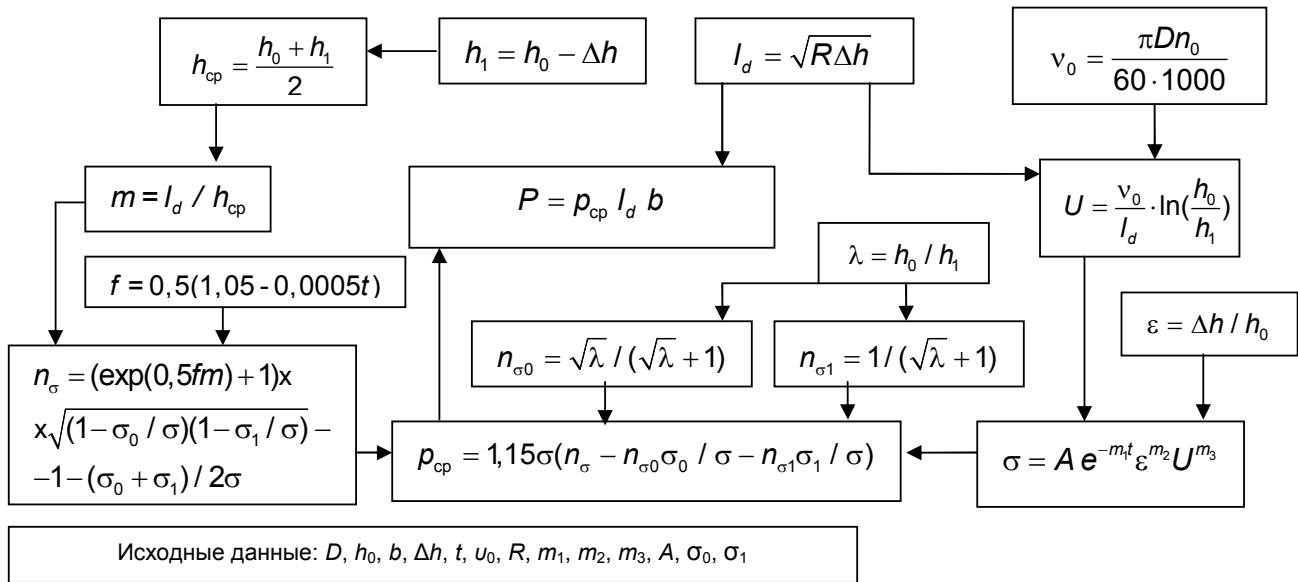 h_ср = (h_0 + h_1) / 2
h_1 = h_0 − Δh
l_d = √(RΔh)
ν_0 = πDn_0 / (60 · 1000)
m = l_d / h_ср
P = p_ср l_d b
U = ν_0/l_d · ln(h_0/h_1)
λ = h_0 / h_1
f = 0,5(1,05 - 0,0005t)
ε = Δh / h_0
n_σ0 = √λ / (√λ + 1)
n_σ1 = 1/ (√λ + 1)
n_σ = (exp(0,5fm) + 1)x
x√((1− σ_0 / σ)(1− σ_1 / σ) −
−1− (σ_0 + σ_1) / 2σ
p_ср = 1,15σ(n_σ − n_σ0σ_0 / σ − n_σ1σ_1 / σ)
σ = A e^(−m_1t) ε^(m_2) U^(m_3)
Исходные данные: D, h_0, b, Δh, t, υ_0, R, m_1, m_2, m_3, A, σ_0, σ_1